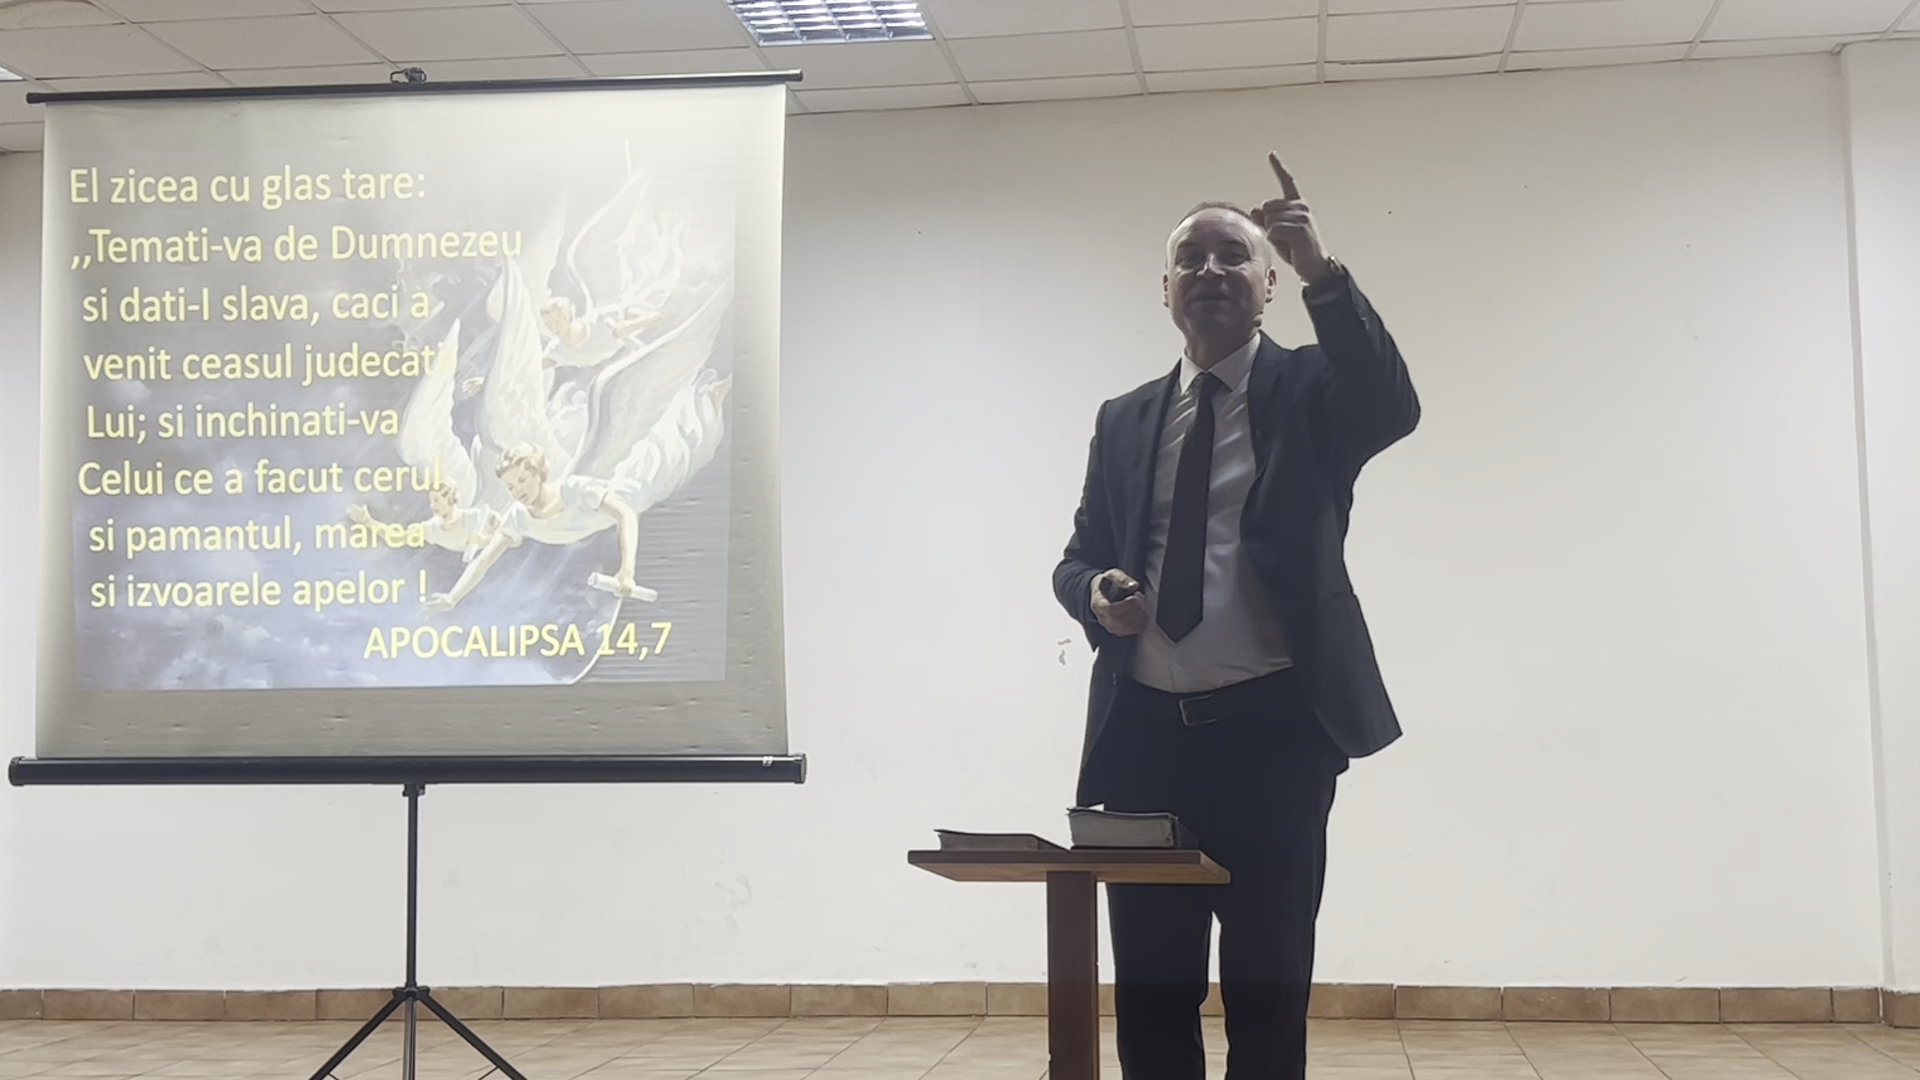 El zicea cu glas tare:
,,Temati-va de Dumnezeu
si dati-I slava, caci a
venit ceasul judecatii
Lui; si inchinati-va
Celui ce a facut cerul
si pamantul, marea
si izvoarele apelor !
APOCALIPSA 14,7